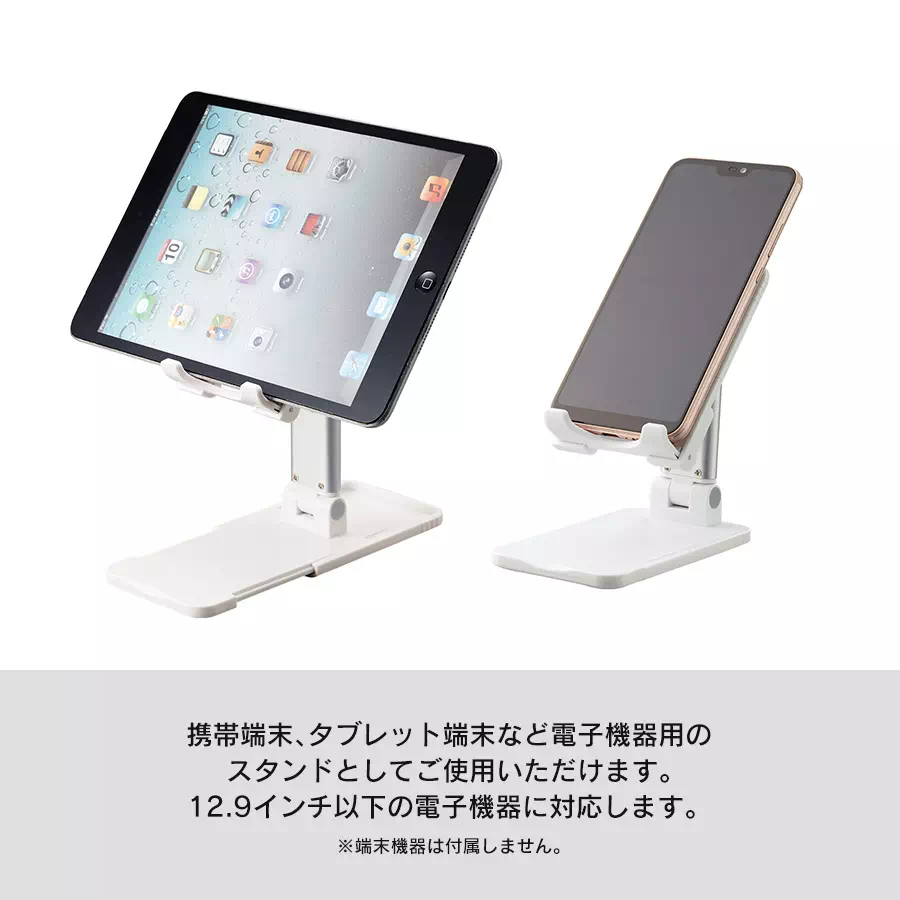 10
携帯端末、タブレット端末など電子機器用の
スタンドとしてご使用いただけます。
12.9インチ以下の電子機器に対応します。
※端末機器は付属しません。